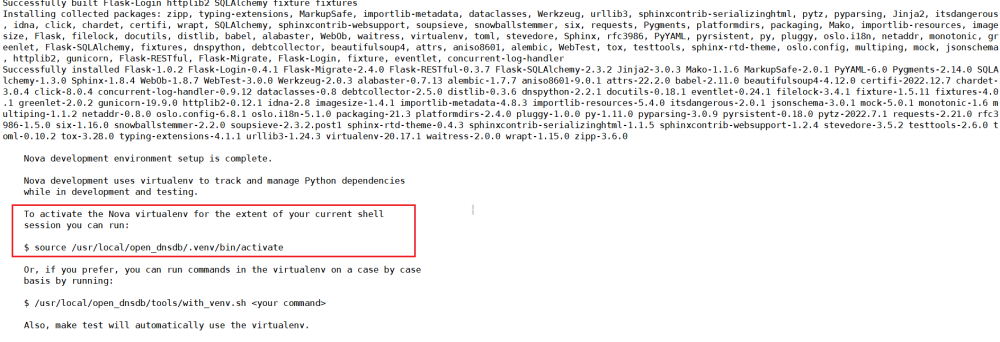 Successfully built Flask-Login httplib2 SQLAlchemy fixture fixtures
Installing collected packages: zipp, typing-extensions, MarkupSafe, importlib-metadata, dataclasses, Werkzeug, urllib3, sphinxcontrib-serializinghtml, pytz, pyparsing, Jinja2, itsdangerous
, idna, click, chardet, certifi, wrapt, SQLAlchemy, sphinxcontrib-websupport, soupsieve, snowballstemmer, six, requests, Pygments, platformdirs, packaging, Mako, importlib-resources, image
size, Flask, filelock, docutils, distlib, babel, alabaster, WebOb, waitress, virtualenv, toml, stevedore, Sphinx, rfc3986, PyYAML, pyrsistent, py, pluggy, oslo.i18n, netaddr, monotonic, gr
eenlet, Flask-SQLAlchemy, fixtures, dnspython, debtcollector, beautifulsoup4, attrs, aniso8601, alembic, WebTest, tox, testtools, sphinx-rtd-theme, oslo.config, multiping, mock, jsonschema
, httplib2, gunicorn, Flask-RESTful, Flask-Migrate, Flask-Login, fixture, eventlet, concurrent-log-handler
Successfully installed Flask-1.0.2 Flask-Login-0.4.1 Flask-Migrate-2.4.0 Flask-RESTful-0.3.7 Flask-SQLAlchemy-2.3.2 Jinja2-3.0.3 Mako-1.1.6 MarkupSafe-2.0.1 PyYAML-6.0 Pygments-2.14.0 SQLA
lchemy-1.3.0 Sphinx-1.8.4 WebOb-1.8.7 WebTest-3.0.0 Werkzeug-2.0.3 alabaster-0.7.13 alembic-1.7.7 aniso8601-9.0.1 attrs-22.2.0 babel-2.11.0 beautifulsoup4-4.12.0 certifi-2022.12.7 chardet-
3.0.4 click-8.0.4 concurrent-log-handler-0.9.12 dataclasses-0.8 debtcollector-2.5.0 distlib-0.3.6 dnspython-2.2.1 docutils-0.18.1 eventlet-0.24.1 filelock-3.4.1 fixture-1.5.11 fixtures-4.0
.1 greenlet-2.0.2 gunicorn-19.9.0 httplib2-0.12.1 idna-2.8 imagesize-1.4.1 importlib-metadata-4.8.3 importlib-resources-5.4.0 itsdangerous-2.0.1 jsonschema-3.0.1 mock-5.0.1 monotonic-1.6 m
ultiping-1.1.2 netaddr-0.8.0 oslo.config-6.8.1 oslo.i18n-5.1.0 packaging-21.3 platformdirs-2.4.0 pluggy-1.0.0 py-1.11.0 pyparsing-3.0.9 pyrsistent-0.18.0 pytz-2022.7.1 requests-2.21.0 rfc3
986-1.5.0 six-1.16.0 snowballstemmer-2.2.0 soupsieve-2.3.2.post1 sphinx-rtd-theme-0.4.3 sphinxcontrib-serializinghtml-1.1.5 sphinxcontrib-websupport-1.2.4 stevedore-3.5.2 testtools-2.6.0 t
oml-0.10.2 tox-3.28.0 typing-extensions-4.1.1 urllib3-1.24.3 virtualenv-20.17.1 waitress-2.0.0 wrapt-1.15.0 zipp-3.6.0
Nova development environment setup is complete.
Nova development uses virtualenv to track and manage Python dependencies
while in development and testing.
To activate the Nova virtualenv for the extent of your current shell
session you can run:
$ source /usr/local/open_dnsdb/.venv/bin/activate
Or, if you prefer, you can run commands in the virtualenv on a case by case
basis by running:
$ /usr/local/open_dnsdb/tools/with_venv.sh <your command>
Also, make test will automatically use the virtualenv.